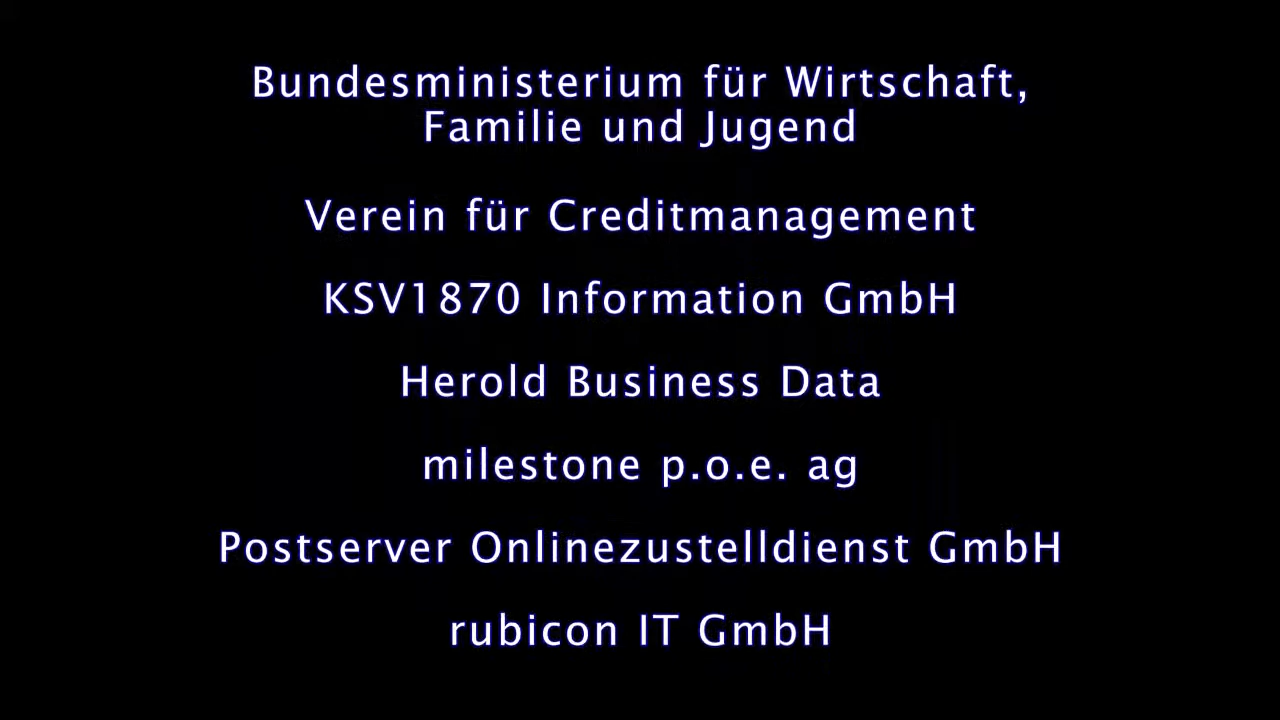 Bundesministerium für Wirtschaft,
Familie und Jugend
Verein für Creditmanagement
KSV1870 Information GmbH
Herold Business Data
milestone p.o.e. ag
Postserver Onlinezustelldienst GmbH
rubicon IT GmbH